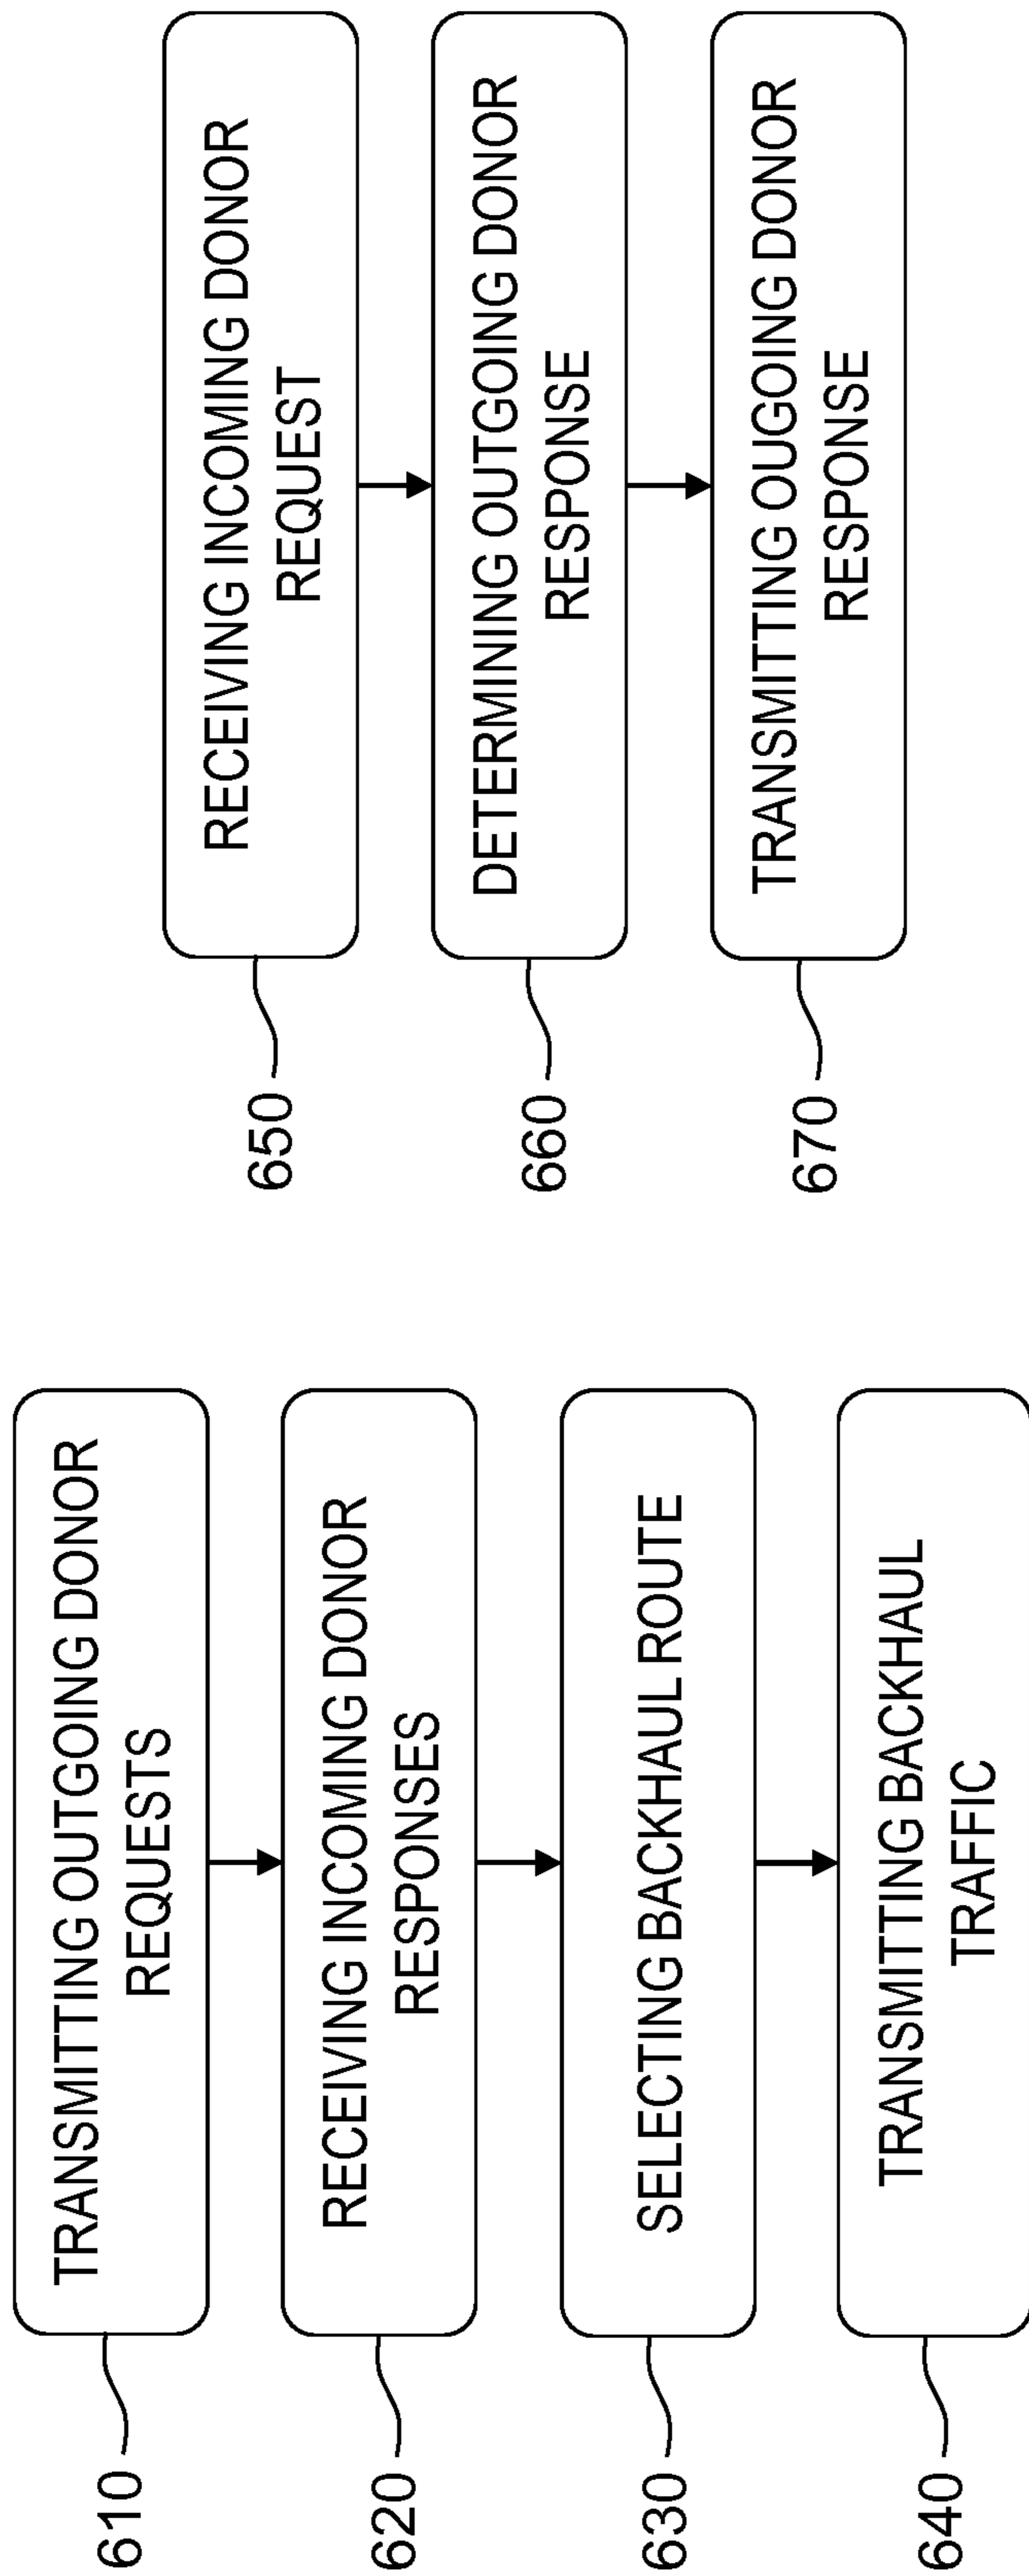 610
TRANSMITTING OUTGOING DONOR
REQUESTS
620
RECEIVING INCOMING DONOR
RESPONSES
630
SELECTING BACKHAUL ROUTE
640
TRANSMITTING BACKHAUL
TRAFFIC
650
RECEIVING INCOMING DONOR
REQUEST
660
DETERMINING OUTGOING DONOR
RESPONSE
670
TRANSMITTING OUGOING DONOR
RESPONSE